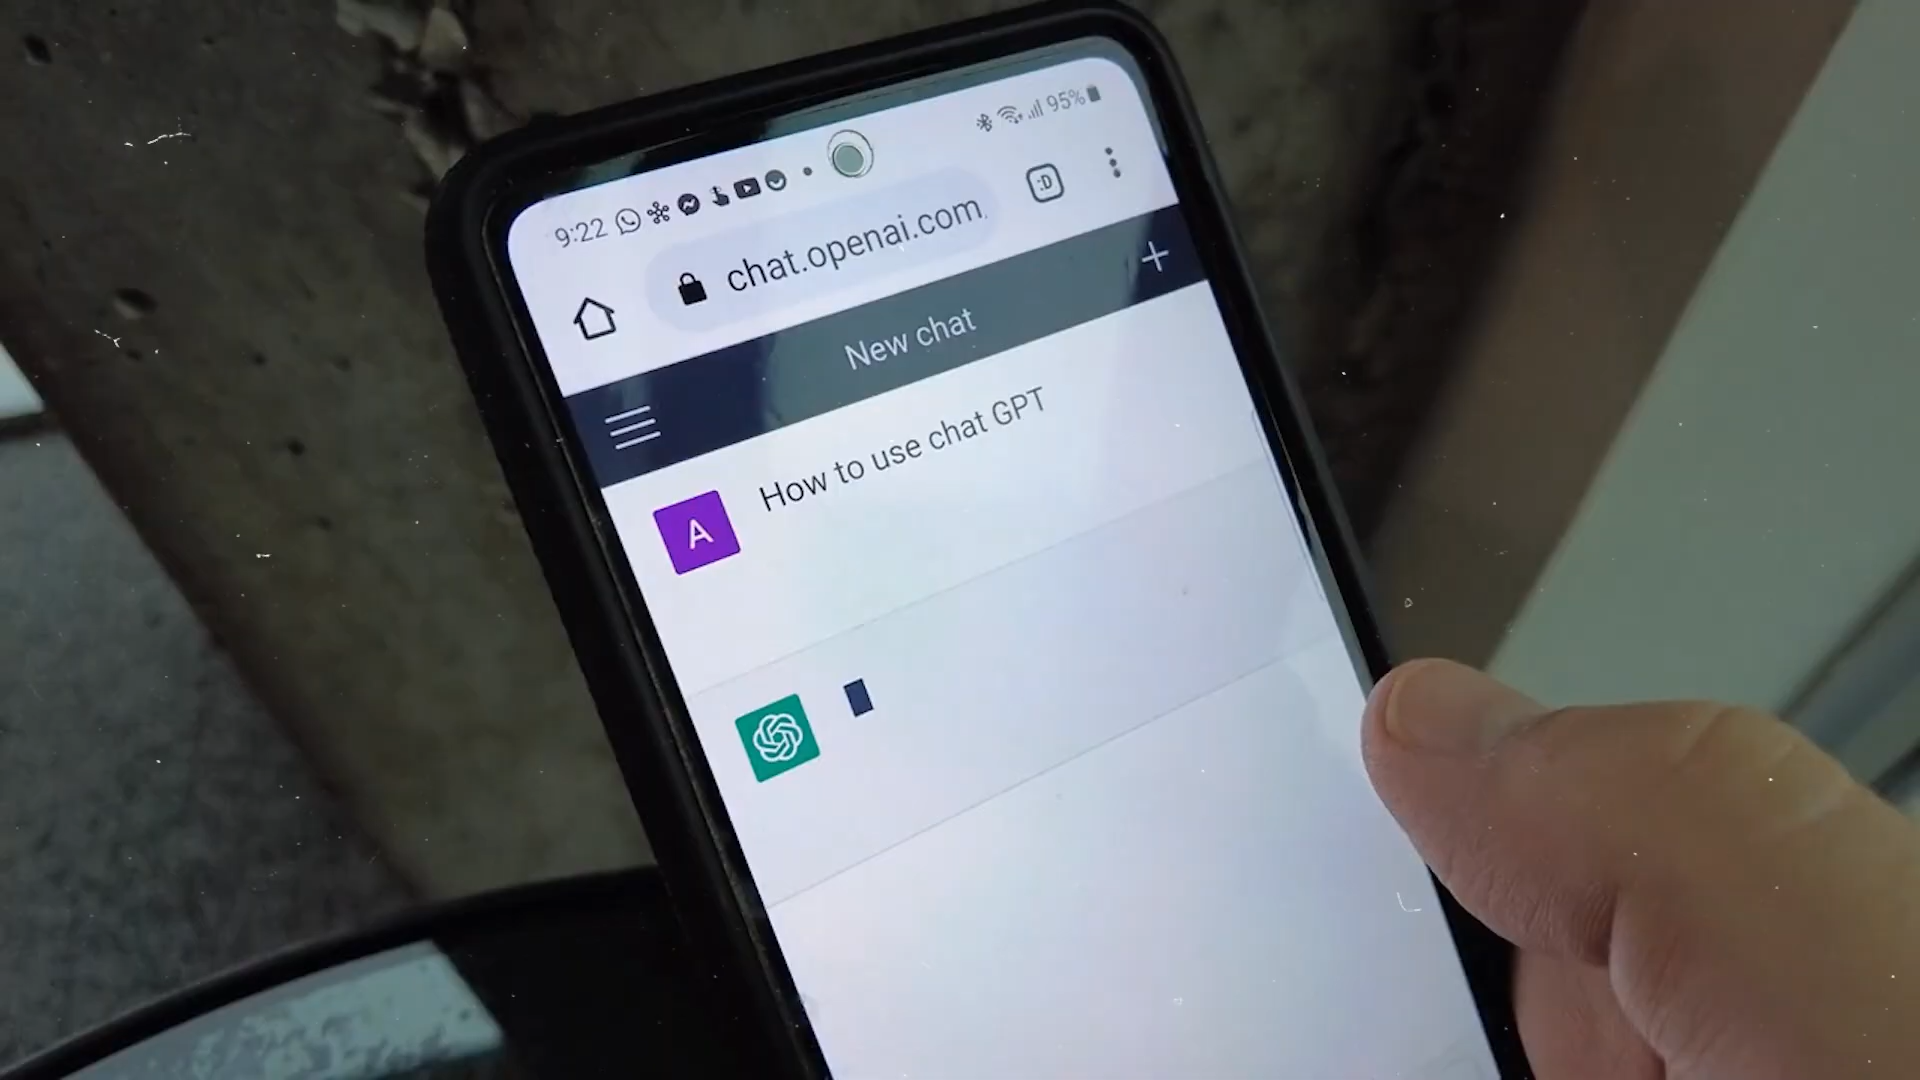 9:22 95%
chat.openai.com
:D
New chat
How to use chat GPT
A